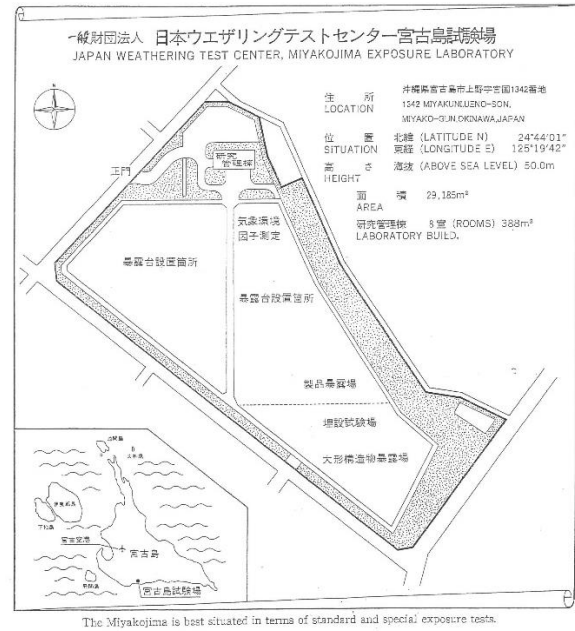 一般財団法人 日本ウエザリングテストセンター宮古島試験場
JAPAN WEATHERING TEST CENTER, MIYAKOJIMA EXPOSURE LABORATORY
住所 沖縄県宮古島市上野字宮国1342番地
LOCATION 1342 MIYAKUNI,UENO-SON,
MIYAKO-GUN,OKINAWA,JAPAN
位置 北緯 (LATITUDE N) 24°44'01"
SITUATION 東経 (LONGITUDE E) 125°19'42"
高さ 海抜 (ABOVE SEA LEVEL) 50.0m
HEIGHT
面積 29,185m²
AREA
研究管理棟 8室 (ROOMS) 388m²
LABORATORY BUILD.
正門
研究
管理棟
気象環境
因子測定
暴露台設置箇所
暴露台設置箇所
製品暴露場
埋設試験場
大形構造物暴露場
宮古空港
宮古島
宮古島試験場
The Miyakojima is best situated in terms of standard and special exposure tests.